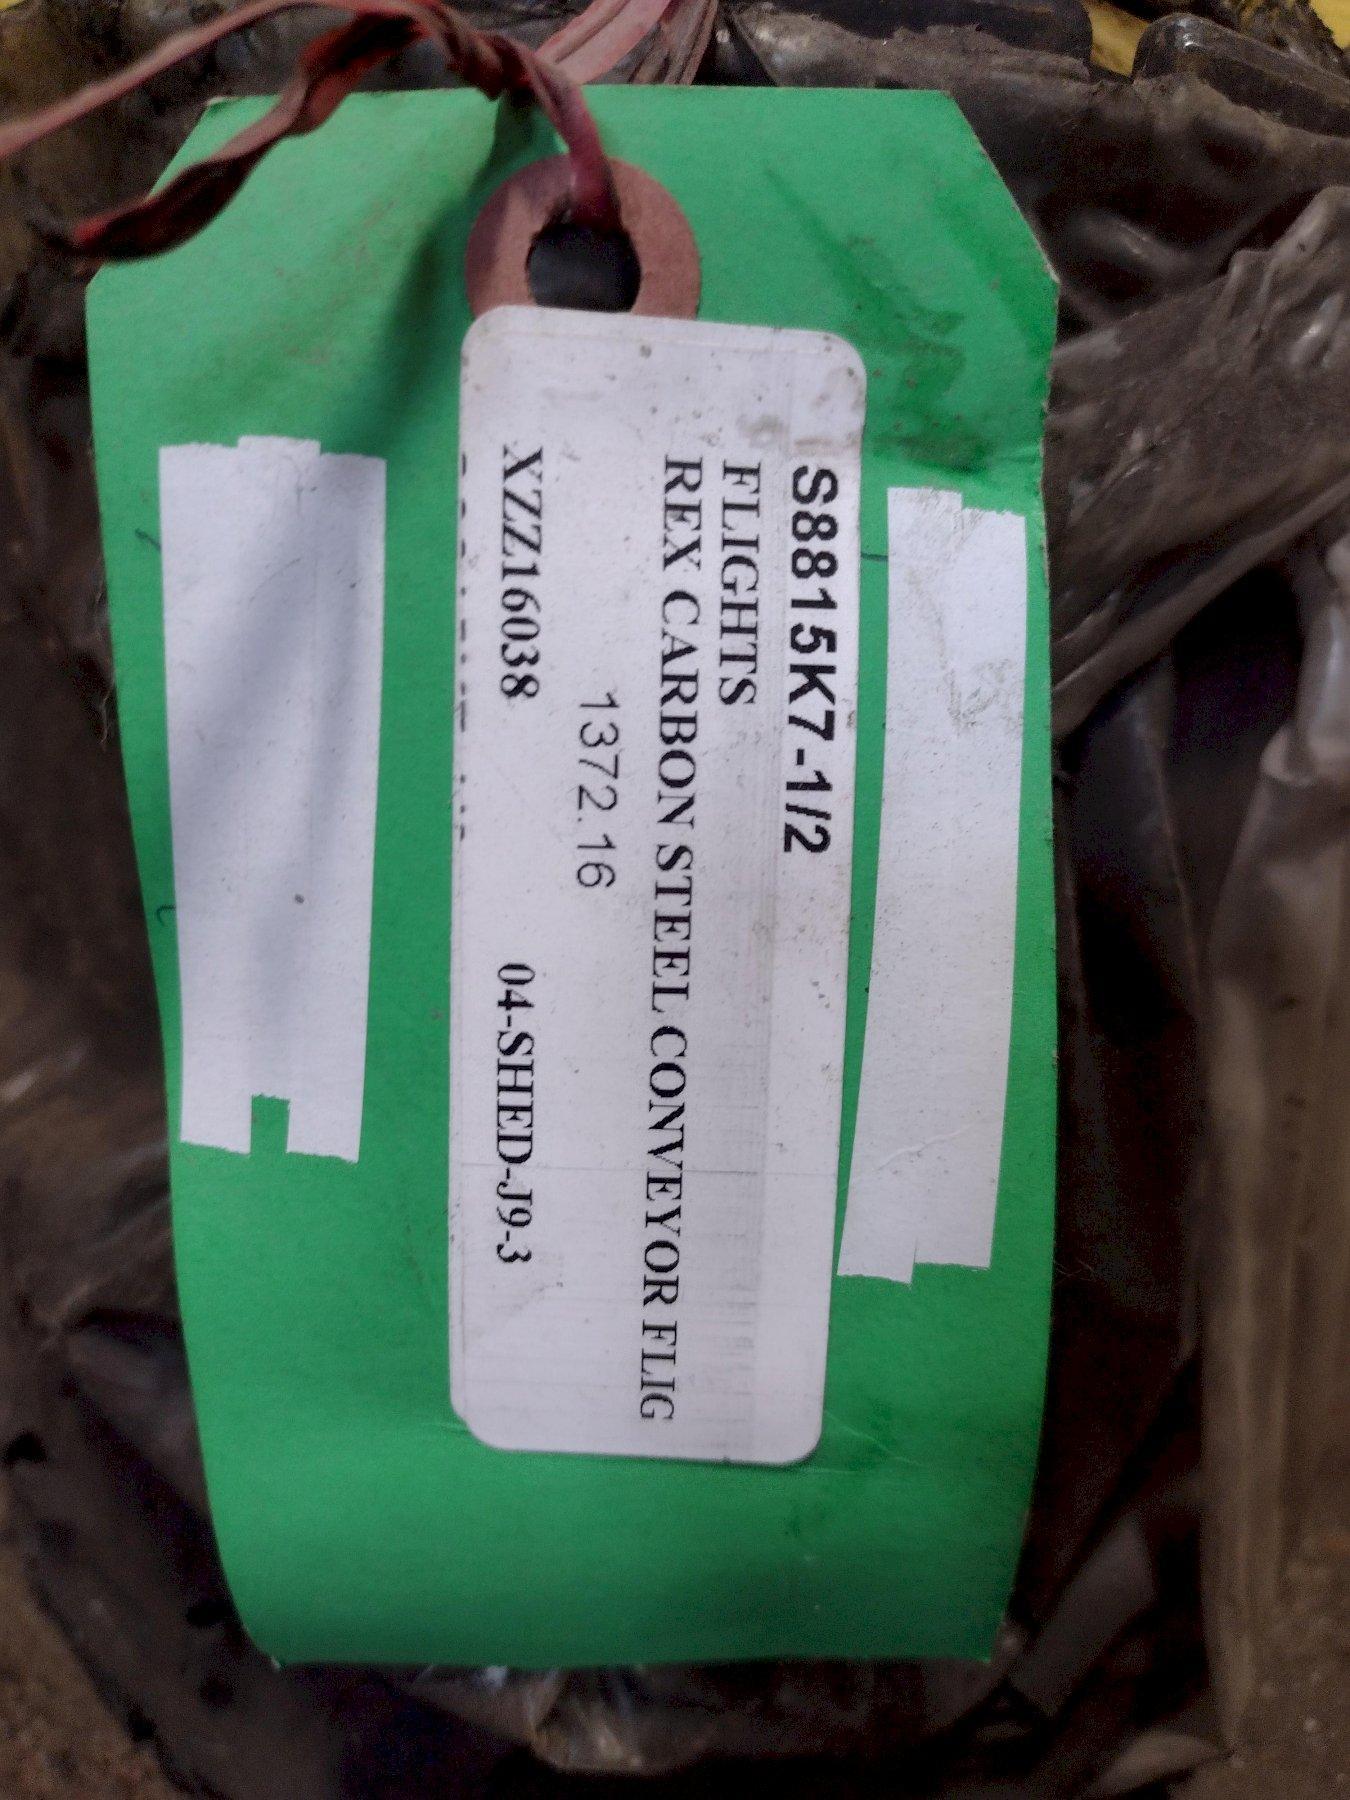 S8815K7-1/2
FLIGHTS
REX CARBON STEEL CONVEYOR FLIG
1372.16
XZZ16038 04-SHED-J9-3